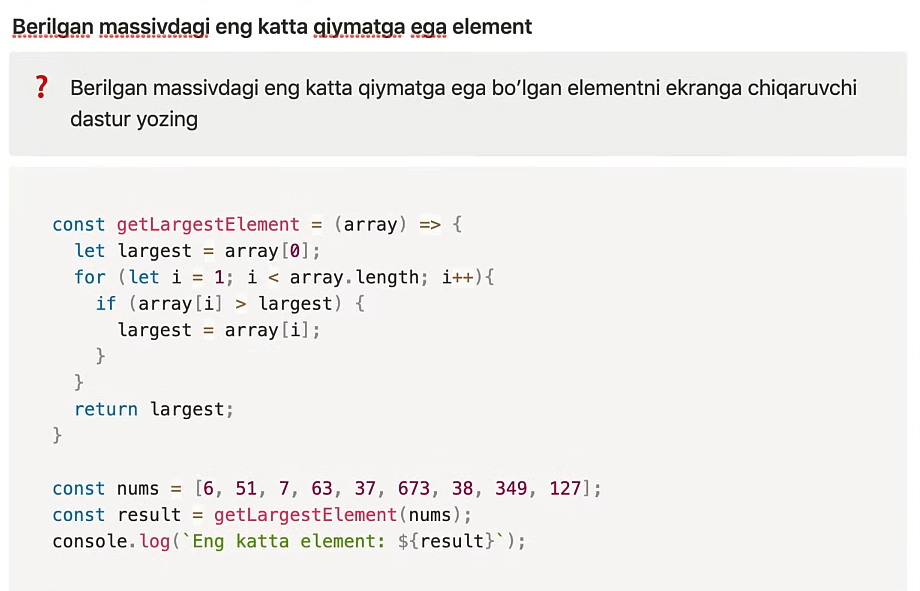 Berilgan massivdagi eng katta qiymatga ega element
❓ Berilgan massivdagi eng katta qiymatga ega bo’lgan elementni ekranga chiqaruvchi
dastur yozing
const getLargestElement = (array) => {
  let largest = array[0];
  for (let i = 1; i < array.length; i++){
    if (array[i] > largest) {
      largest = array[i];
    }
  }
  return largest;
}
const nums = [6, 51, 7, 63, 37, 673, 38, 349, 127];
const result = getLargestElement(nums);
console.log(`Eng katta element: ${result}`);